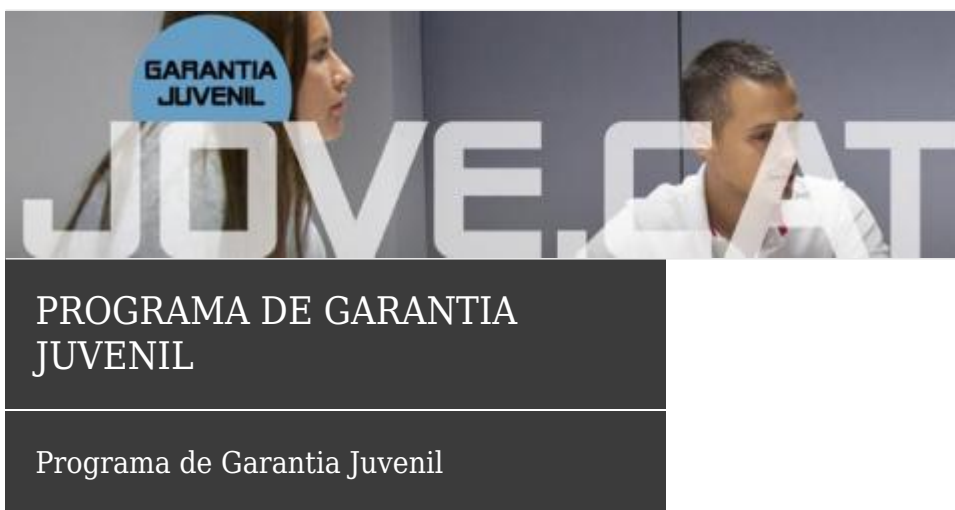 GARANTIA
JUVENIL
JOVE.CAT
PROGRAMA DE GARANTIA
JUVENIL
Programa de Garantia Juvenil